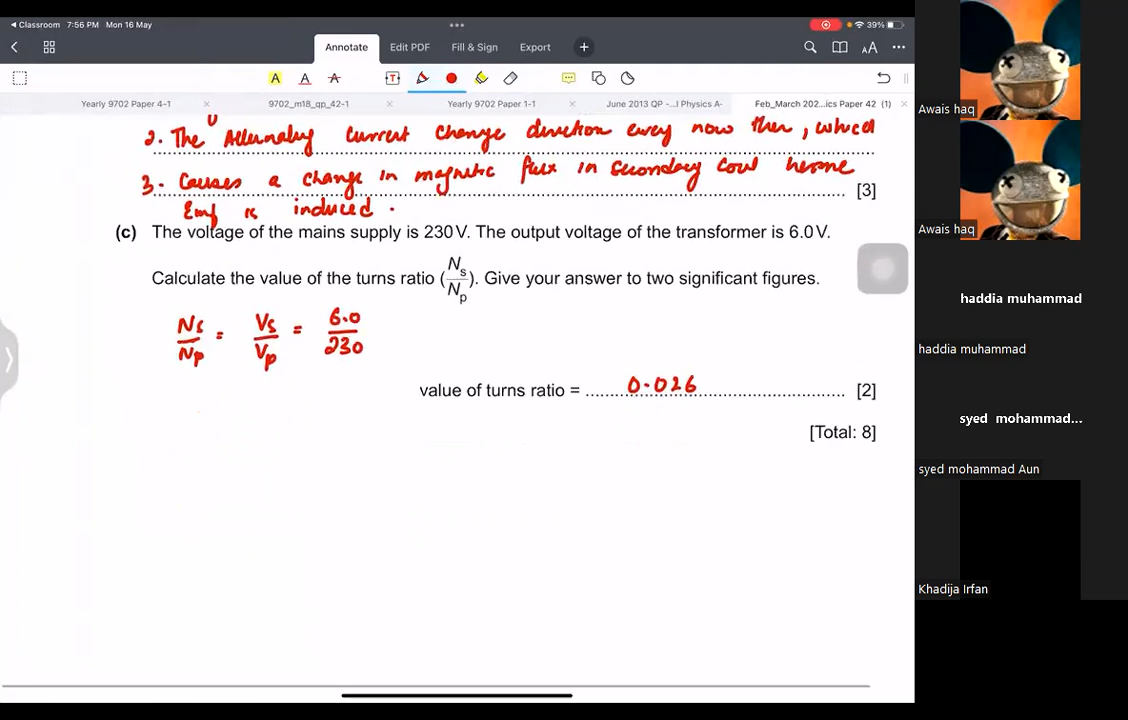 Classroom 7:56 PM Mon 16 May 39%
Annotate Edit PDF Fill & Sign Export
Yearly 9702 Paper 4-1 9702_m18_qp_42-1 Yearly 9702 Paper 1-1 June 2013 QP -...l Physics A- Feb_March 202...ics Paper 42 (1)
2. The Alternating current change direction every now then, which
3. Causes a change in magnetic flux in secondary
[3]
Emf is induced.
(c) The voltage of the mains supply is 230 V. The output voltage of the transformer is 6.0 V.
Calculate the value of the turns ratio (Ns/Np). Give your answer to two significant figures.
Ns/Np = Vs/Vp = 6.0/230
value of turns ratio = 0.026 [2]
[Total: 8]
Awais haq
Awais haq
haddia muhammad
haddia muhammad
syed mohammad...
syed mohammad Aun
Khadija Irfan